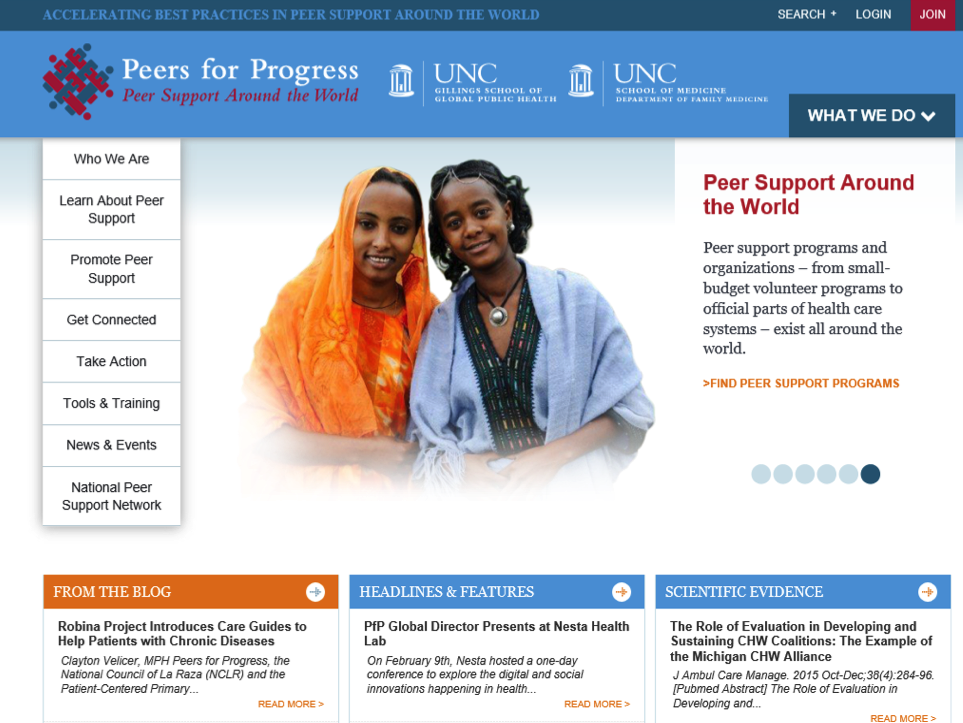 ACCELERATING BEST PRACTICES IN PEER SUPPORT AROUND THE WORLD
SEARCH + LOGIN JOIN
Peers for Progress
Peer Support Around the World
UNC
GILLINGS SCHOOL OF
GLOBAL PUBLIC HEALTH
UNC
SCHOOL OF MEDICINE
DEPARTMENT OF FAMILY MEDICINE
WHAT WE DO
Who We Are
Learn About Peer
Support
Promote Peer
Support
Get Connected
Take Action
Tools & Training
News & Events
National Peer
Support Network
Peer Support Around
the World
Peer support programs and
organizations – from small-
budget volunteer programs to
official parts of health care
systems – exist all around the
world.
>FIND PEER SUPPORT PROGRAMS
FROM THE BLOG
Robina Project Introduces Care Guides to
Help Patients with Chronic Diseases
Clayton Velicer, MPH Peers for Progress, the
National Council of La Raza (NCLR) and the
Patient-Centered Primary...
READ MORE >
HEADLINES & FEATURES
PfP Global Director Presents at Nesta Health
Lab
On February 9th, Nesta hosted a one-day
conference to explore the digital and social
innovations happening in health...
READ MORE >
SCIENTIFIC EVIDENCE
The Role of Evaluation in Developing and
Sustaining CHW Coalitions: The Example of
the Michigan CHW Alliance
J Ambul Care Manage. 2015 Oct-Dec;38(4):284-96.
[Pubmed Abstract] The Role of Evaluation in
Developing and...
READ MORE >